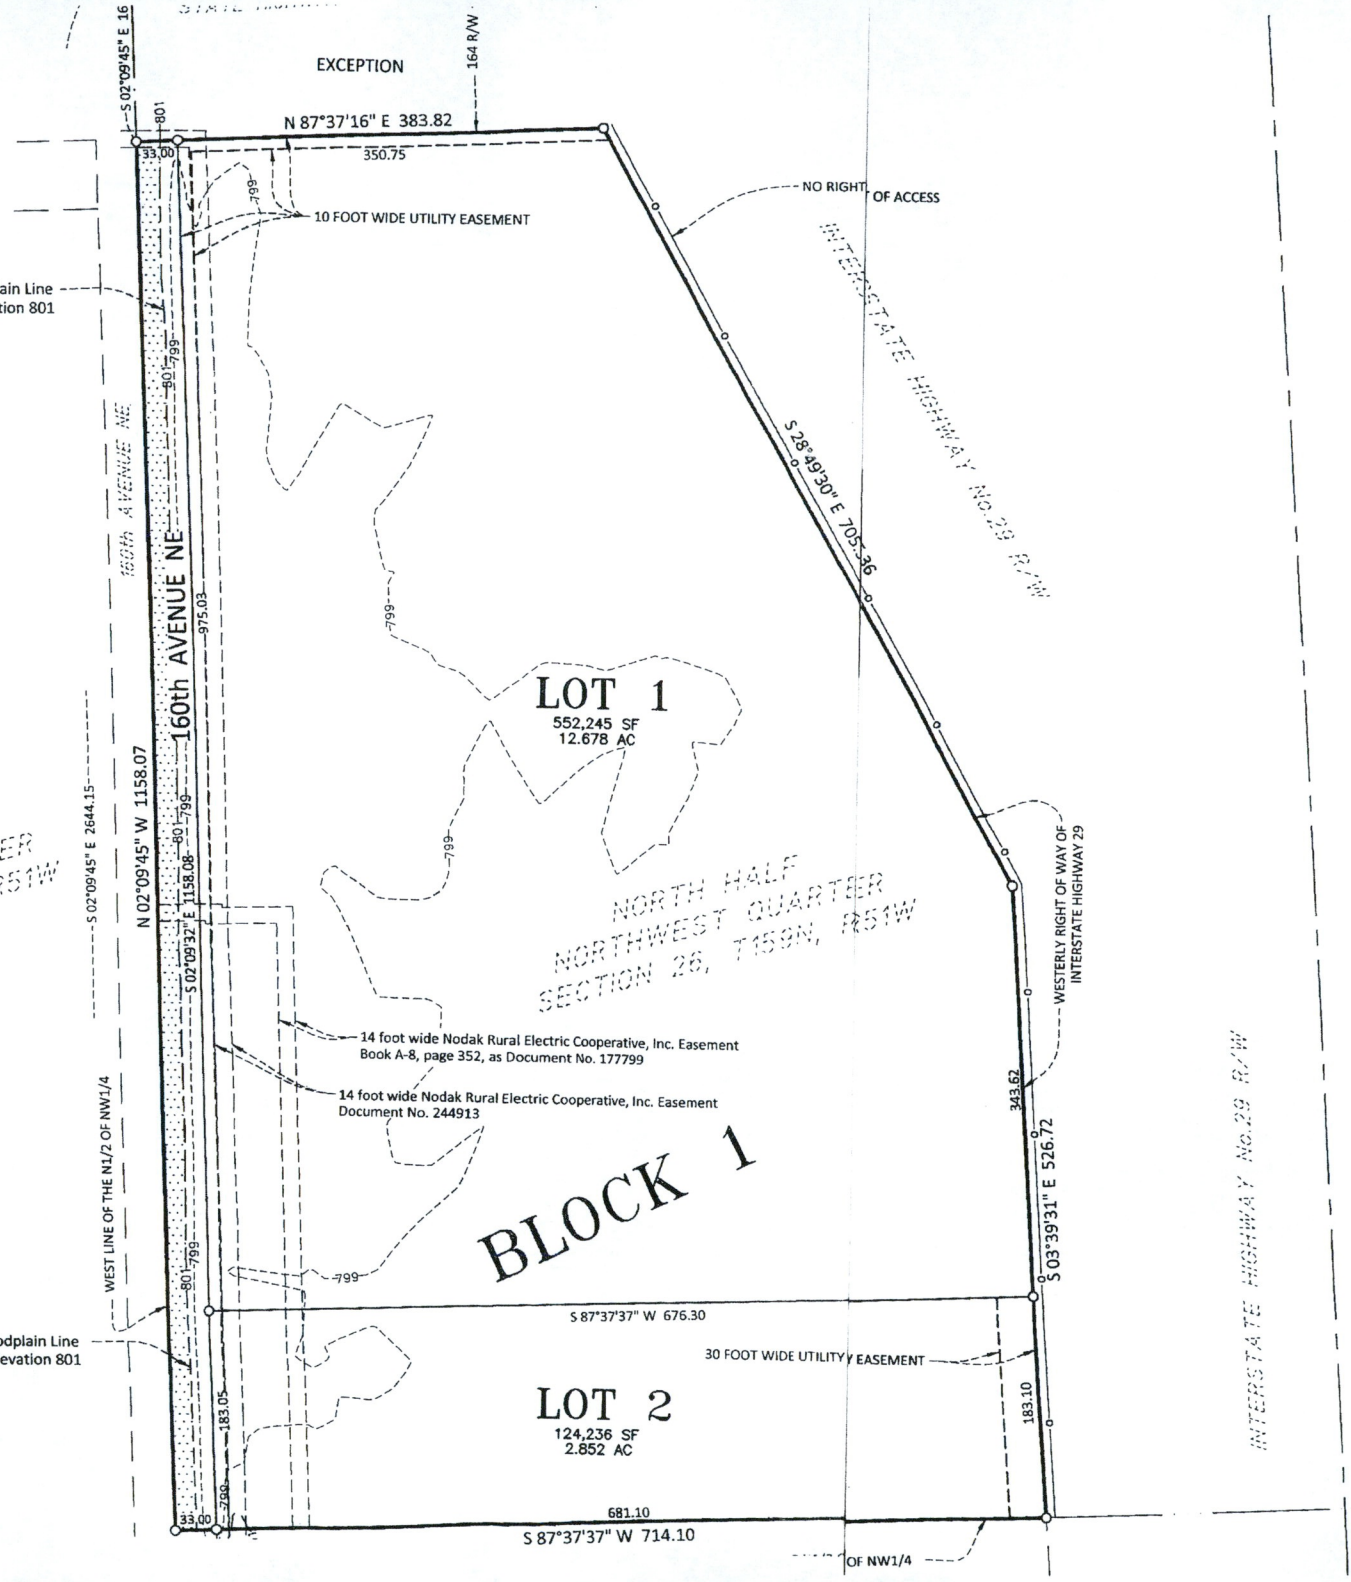 STATE
S 02°09'45" E 16
801
164 R/W
EXCEPTION
N 87°37'16" E 383.82
33.00
350.75
799
10 FOOT WIDE UTILITY EASEMENT
NO RIGHT OF ACCESS
ain Line
tion 801
799
801
INTERSTATE HIGHWAY No.29 R/W
160th AVENUE NE
160th AVENUE NE
S 28°49'30" E 705.36
975.03
799
LOT 1
552,245 SF
12.678 AC
N 02°09'45" W 1158.07
S 02°09'45" E 2644.15
799
801
S 02°09'32" E 1158.08
799
ER
R51W
NORTH HALF
NORTHWEST QUARTER
SECTION 26, T159N, R51W
WESTERLY RIGHT OF WAY OF
INTERSTATE HIGHWAY 29
14 foot wide Nodak Rural Electric Cooperative, Inc. Easement
Book A-8, page 352, as Document No. 177799
14 foot wide Nodak Rural Electric Cooperative, Inc. Easement
Document No. 244913
343.62
S 03°39'31" E 526.72
WEST LINE OF THE N1/2 OF NW1/4
BLOCK 1
INTERSTATE HIGHWAY No.29 R/W
799
801
799
S 87°37'37" W 676.30
odplain Line
evation 801
30 FOOT WIDE UTILITY EASEMENT
LOT 2
124,236 SF
2.852 AC
183.05
183.10
799
33.00
681.10
S 87°37'37" W 714.10
OF NW1/4